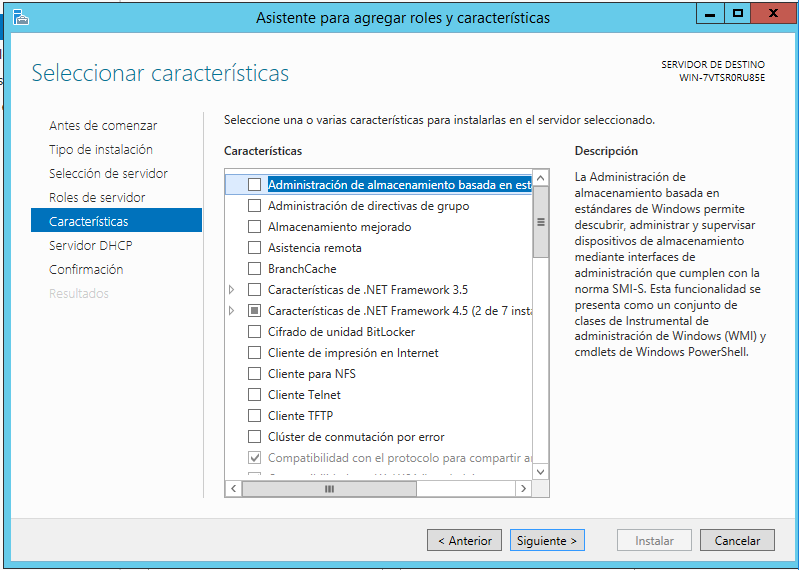 Asistente para agregar roles y características
Seleccionar características
SERVIDOR DE DESTINO
WIN-7VTSR0RU85E
Antes de comenzar
Tipo de instalación
Selección de servidor
Roles de servidor
Características
Servidor DHCP
Confirmación
Resultados
Seleccione una o varias características para instalarlas en el servidor seleccionado.
Características
Administración de almacenamiento basada en est
Administración de directivas de grupo
Almacenamiento mejorado
Asistencia remota
BranchCache
Características de .NET Framework 3.5
Características de .NET Framework 4.5 (2 de 7 inst
Cifrado de unidad BitLocker
Cliente de impresión en Internet
Cliente para NFS
Cliente Telnet
Cliente TFTP
Clúster de conmutación por error
Compatibilidad con el protocolo para compartir ar
Descripción
La Administración de
almacenamiento basada en
estándares de Windows permite
descubrir, administrar y supervisar
dispositivos de almacenamiento
mediante interfaces de
administración que cumplen con la
norma SMI-S. Esta funcionalidad se
presenta como un conjunto de
clases de Instrumental de
administración de Windows (WMI) y
cmdlets de Windows PowerShell.
< Anterior
Siguiente >
Instalar
Cancelar